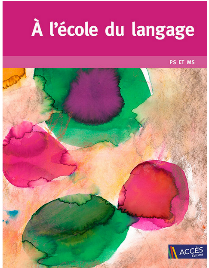 À l'école du langage
PS ET MS
ACCÈS